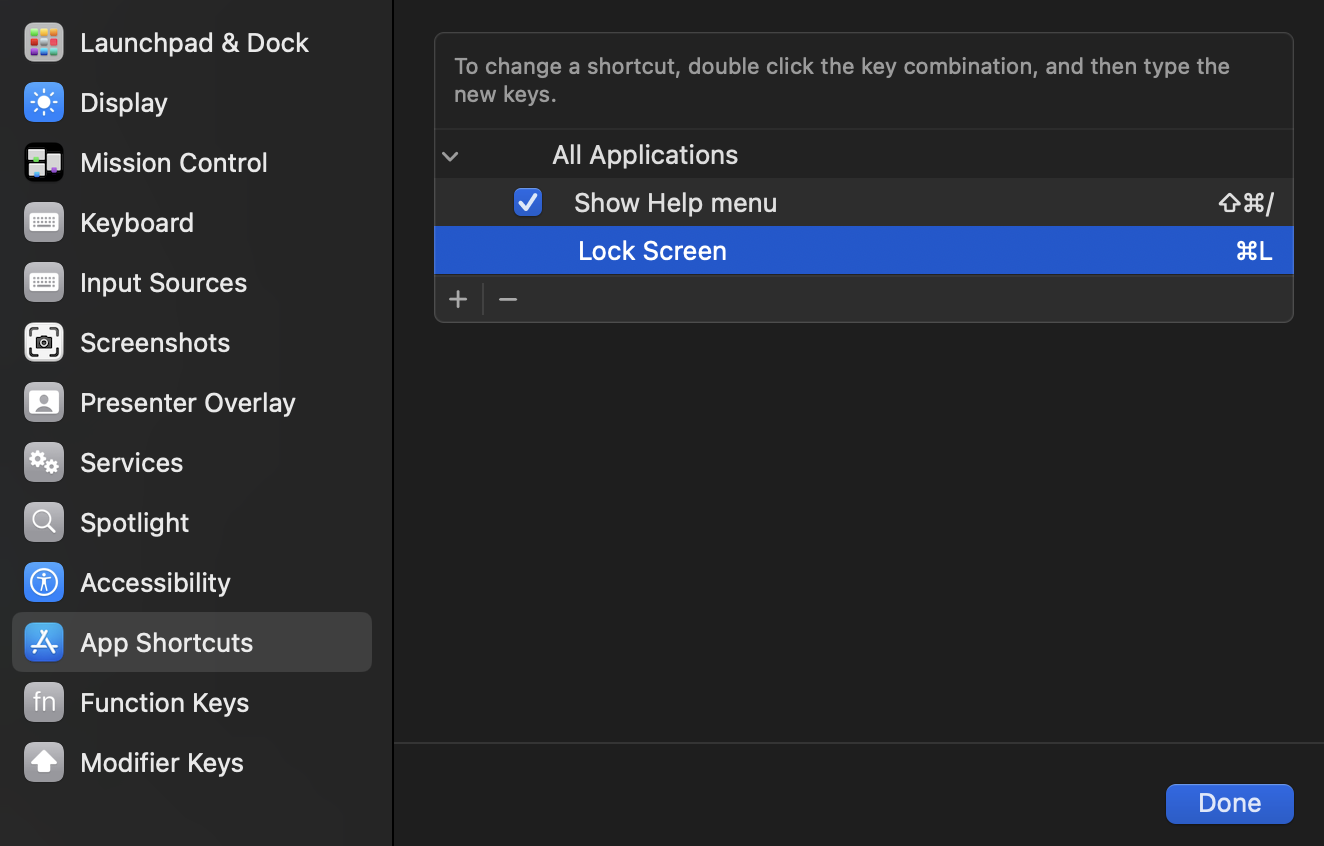 Launchpad & Dock
Display
Mission Control
Keyboard
Input Sources
Screenshots
Presenter Overlay
Services
Spotlight
Accessibility
App Shortcuts
fn Function Keys
Modifier Keys
To change a shortcut, double click the key combination, and then type the
new keys.
All Applications
Show Help menu ⇧⌘/
Lock Screen ⌘L
Done